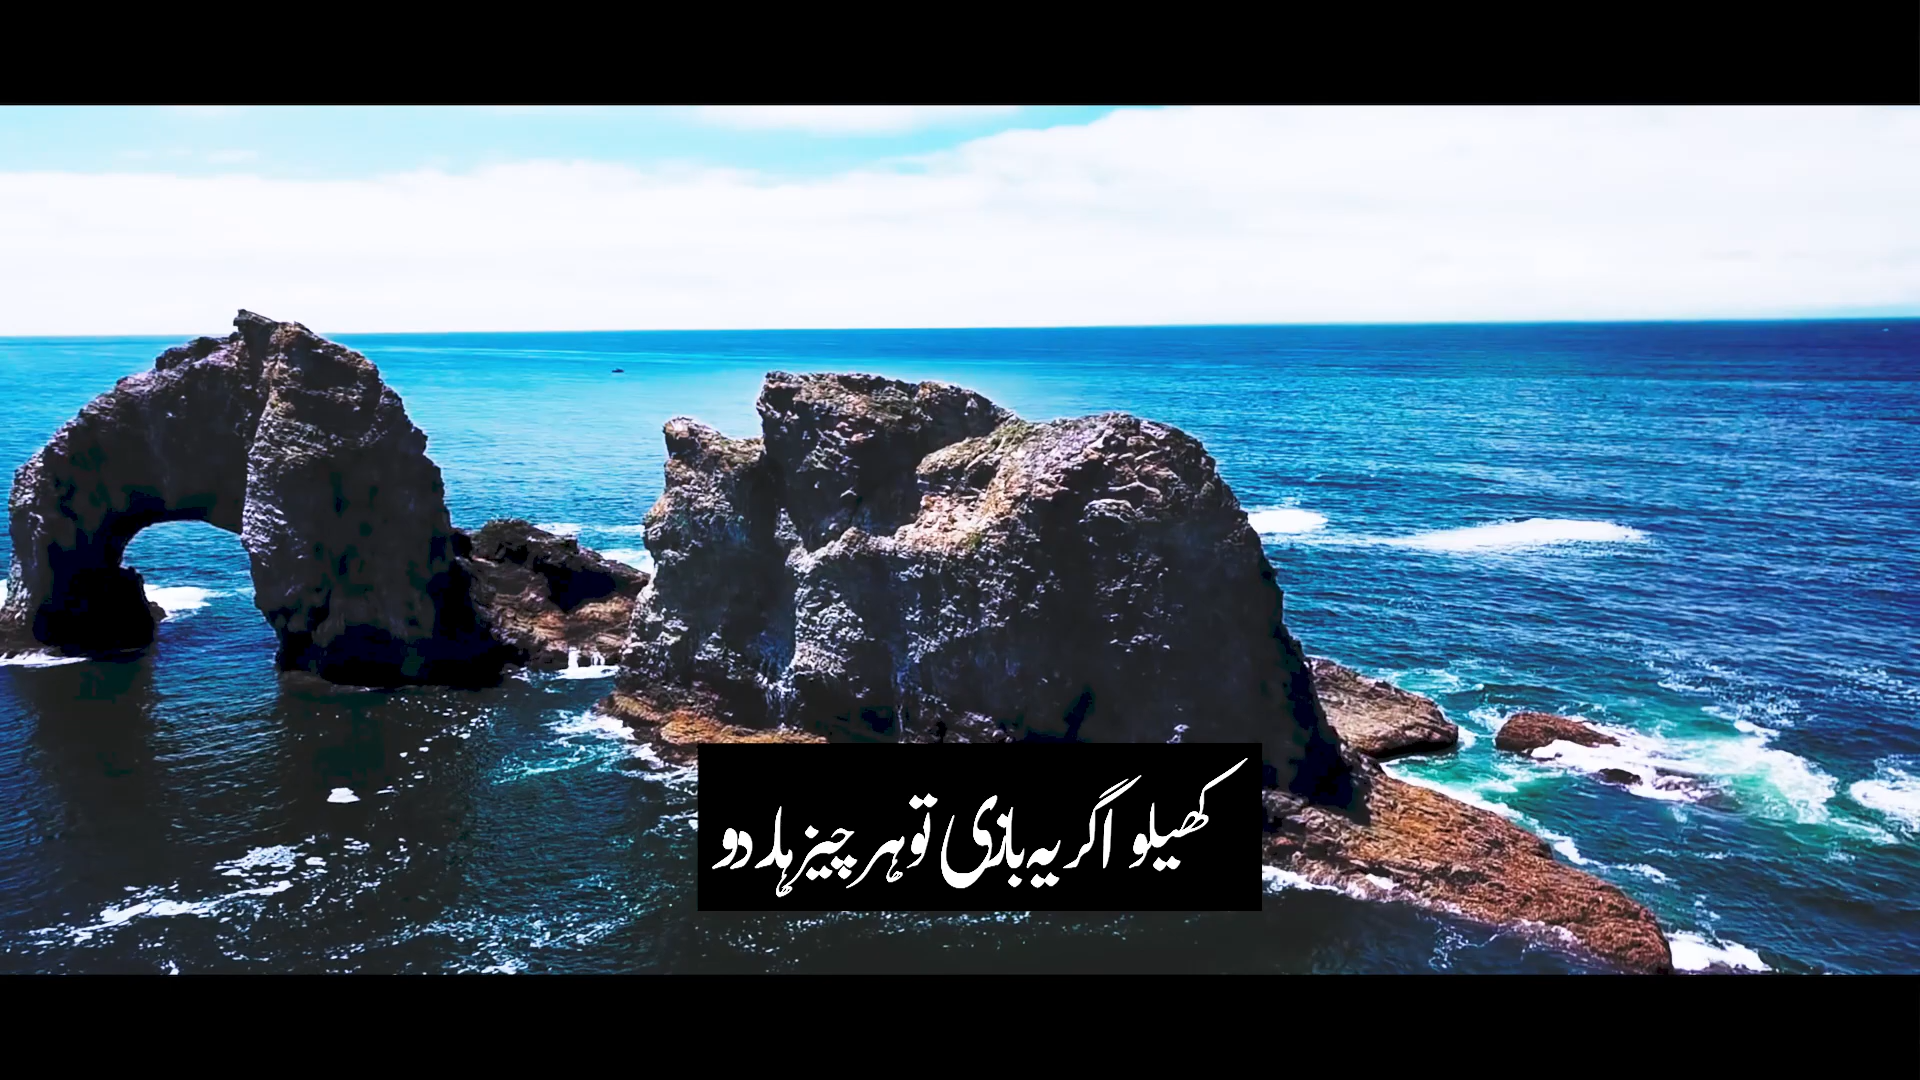 کھیلو اگر یہ بازی تو ہر چیز ہار دو